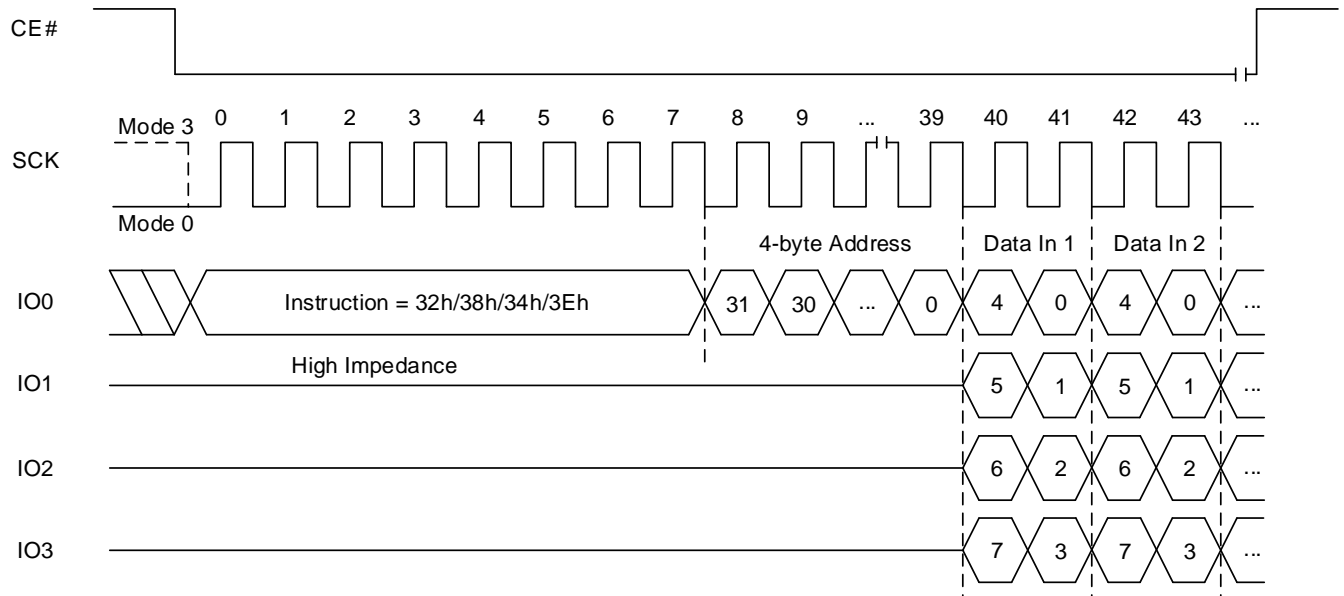 CE#
Mode 3 0 1 2 3 4 5 6 7 8 9 ... 39 40 41 42 43 ...
SCK
Mode 0
4-byte Address Data In 1 Data In 2
IO0 Instruction = 32h/38h/34h/3Eh 31 30 ... 0 4 0 4 0 ...
High Impedance
IO1 5 1 5 1 ...
IO2 6 2 6 2 ...
IO3 7 3 7 3 ...